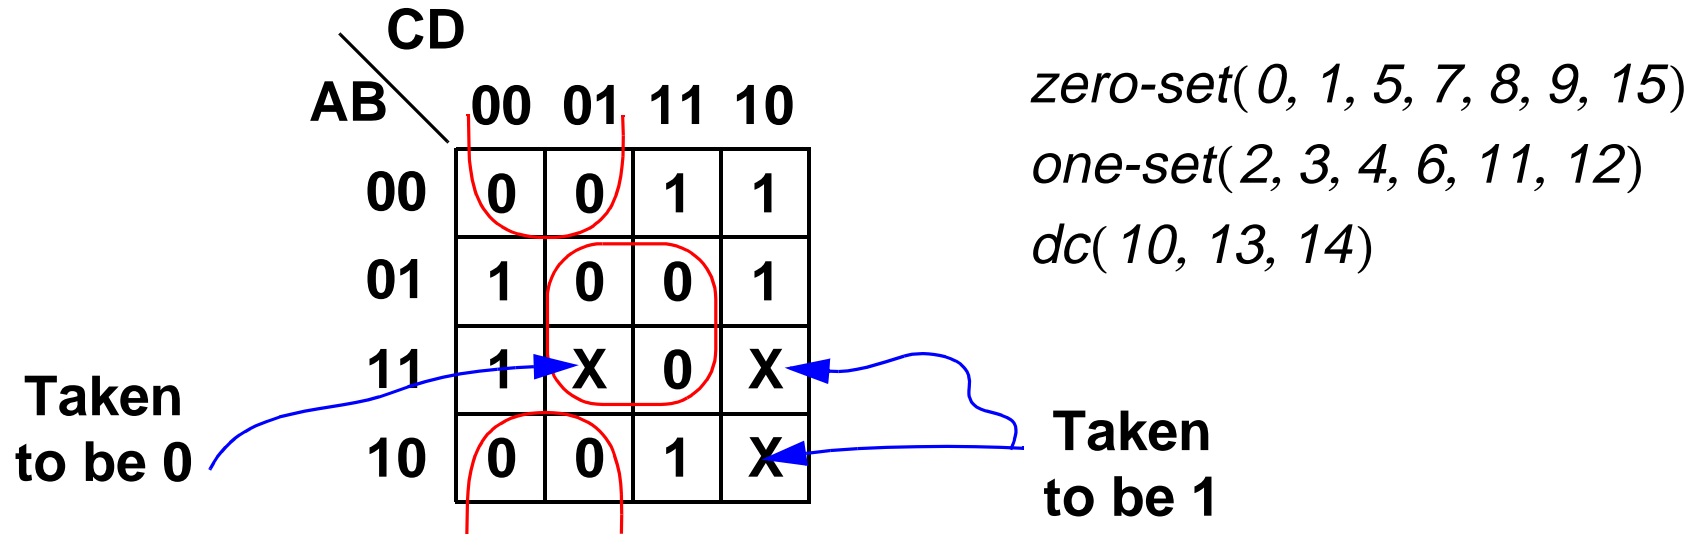 CD
AB
00 01 11 10
00 0 0 1 1
01 1 0 0 1
11 1 X 0 X
10 0 0 1 X
Taken
to be 0
Taken
to be 1
zero-set(0, 1, 5, 7, 8, 9, 15)
one-set(2, 3, 4, 6, 11, 12)
dc(10, 13, 14)